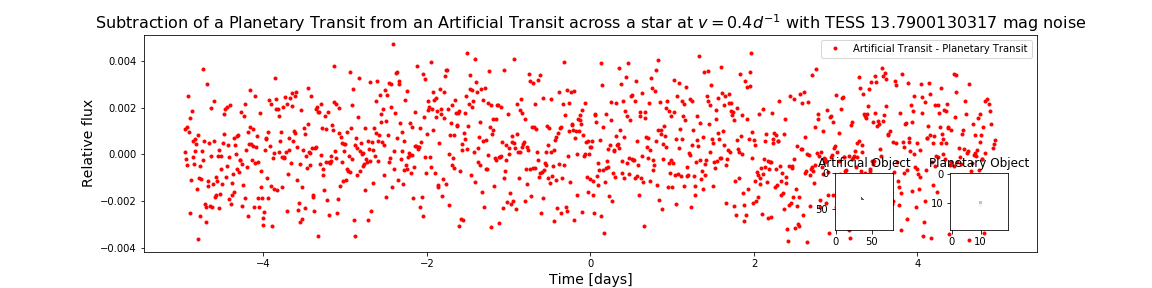 Subtraction of a Planetary Transit from an Artificial Transit across a star at v = 0.4d⁻¹ with TESS 13.7900130317 mag noise
Artificial Transit - Planetary Transit
Relative flux
0.004
0.002
0.000
−0.002
−0.004
Artificial Object
0
50
0 50
Planetary Object
0
10
0 10
−4 −2 0 2 4
Time [days]